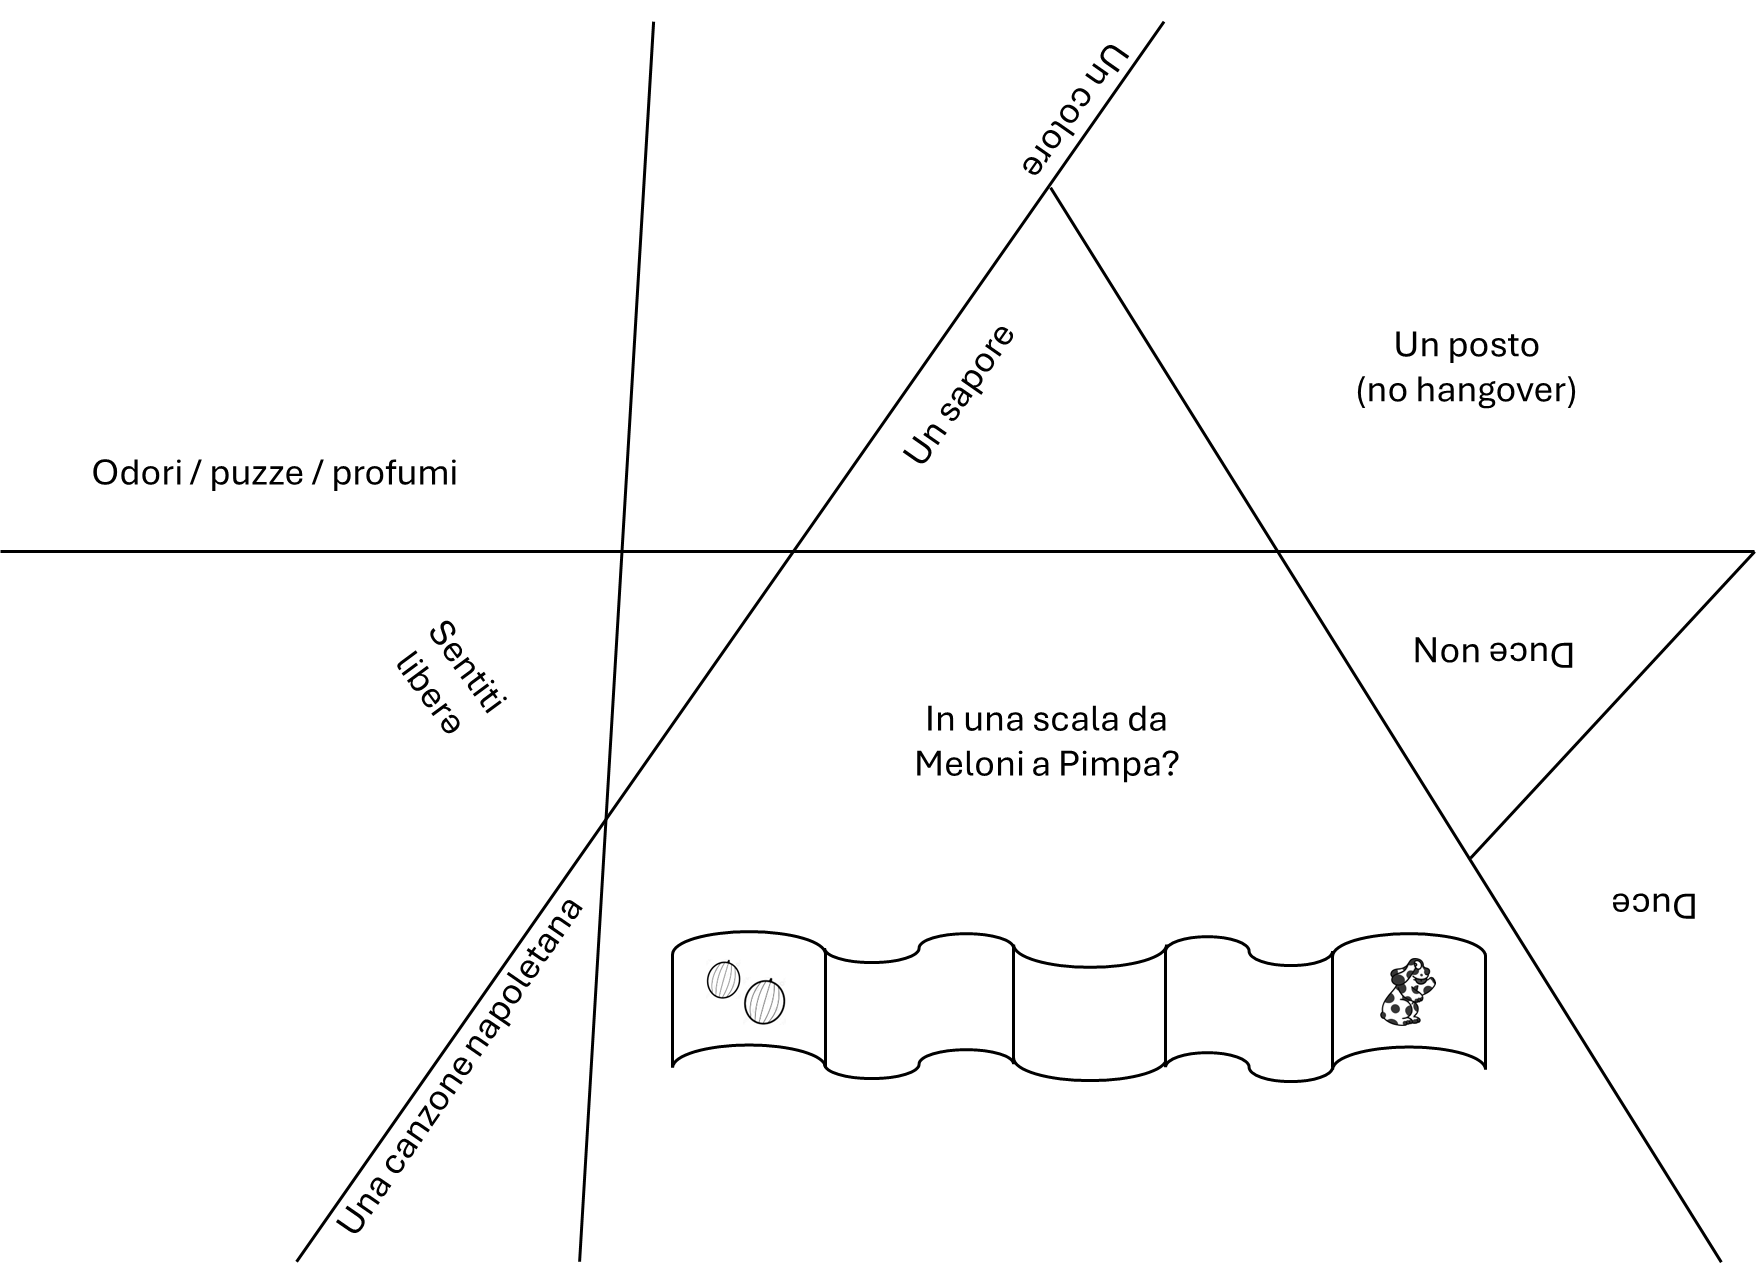 Un colore
Un sapore
Un posto
(no hangover)
Odori / puzze / profumi
Sentiti
liberə
Non Duce
In una scala da
Meloni a Pimpa?
Duce
Una canzone napoletana